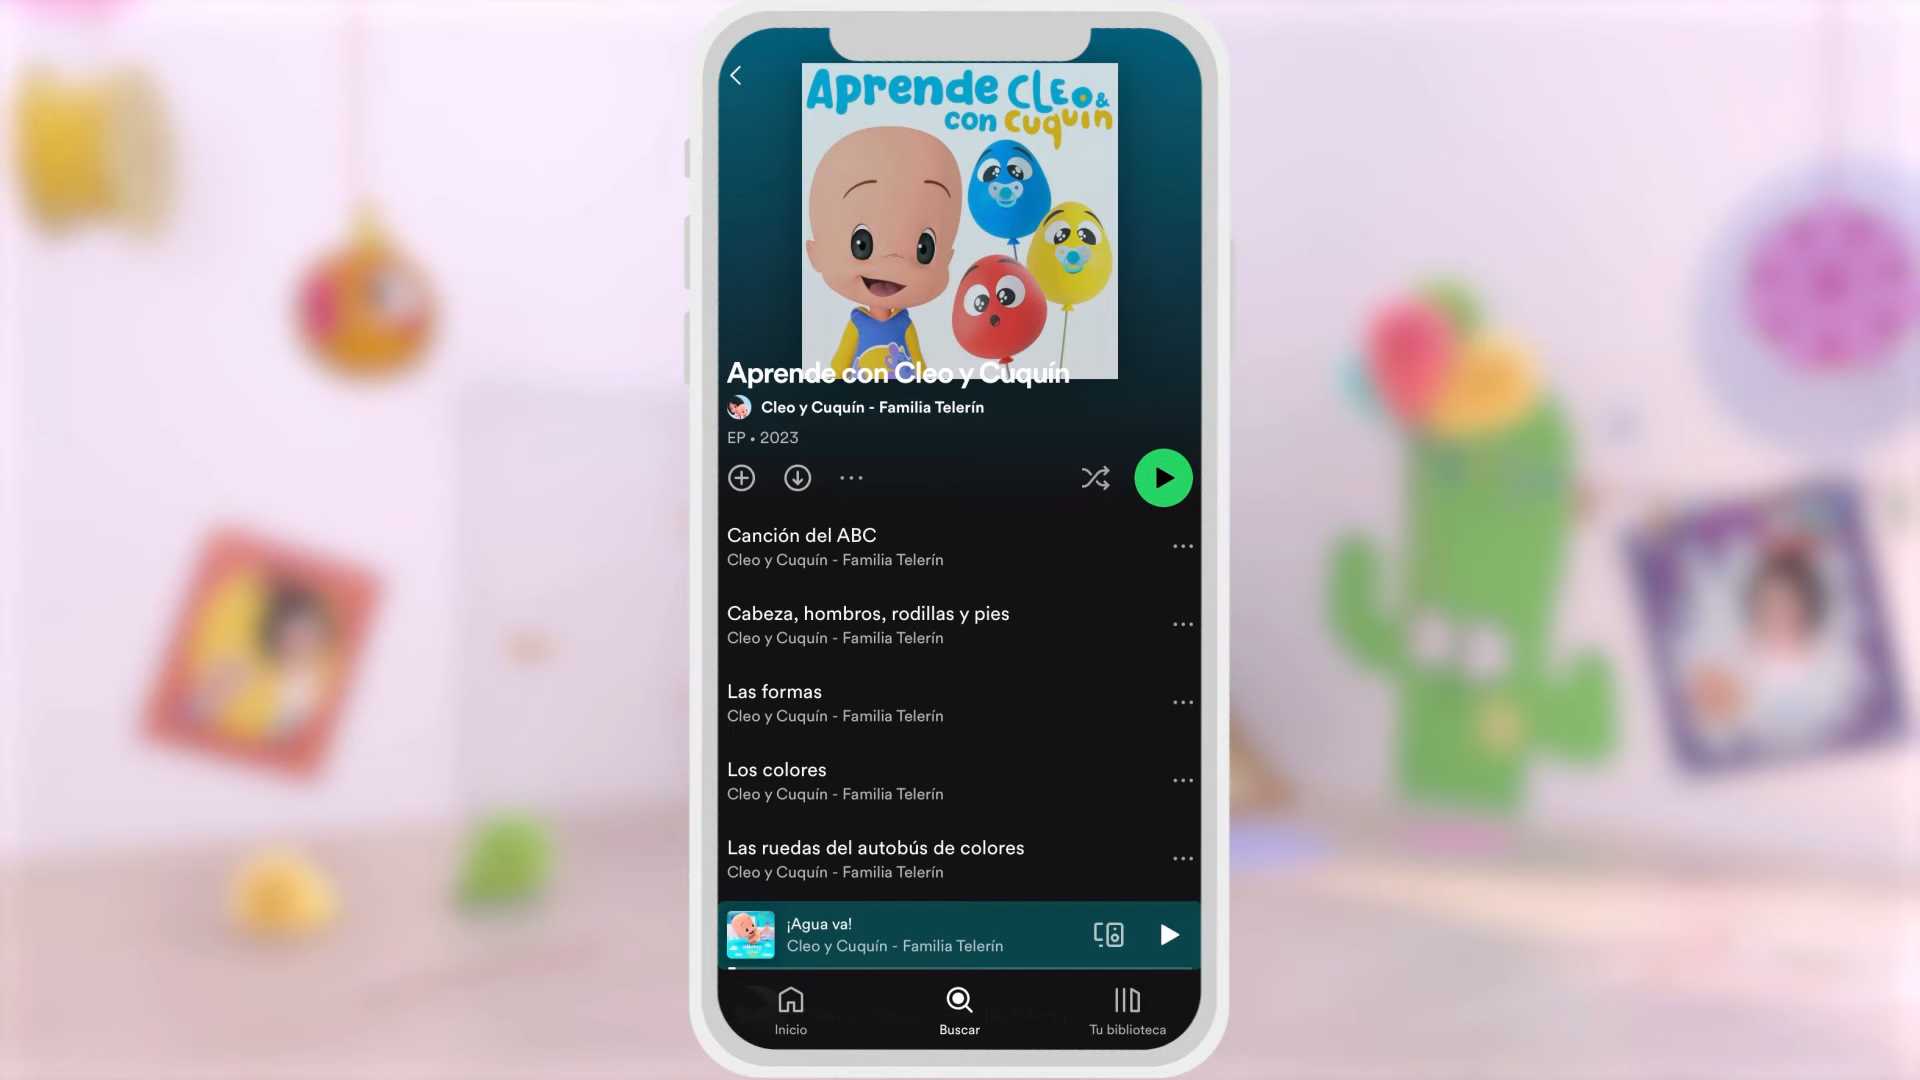 Aprende CLEO &
con Cuquín
Aprende con Cleo y Cuquín
Cleo y Cuquín - Familia Telerín
EP • 2023
Canción del ABC
Cleo y Cuquín - Familia Telerín
Cabeza, hombros, rodillas y pies
Cleo y Cuquín - Familia Telerín
Las formas
Cleo y Cuquín - Familia Telerín
Los colores
Cleo y Cuquín - Familia Telerín
Las ruedas del autobús de colores
Cleo y Cuquín - Familia Telerín
¡Agua va!
Cleo y Cuquín - Familia Telerín
Inicio
Buscar
Tu biblioteca